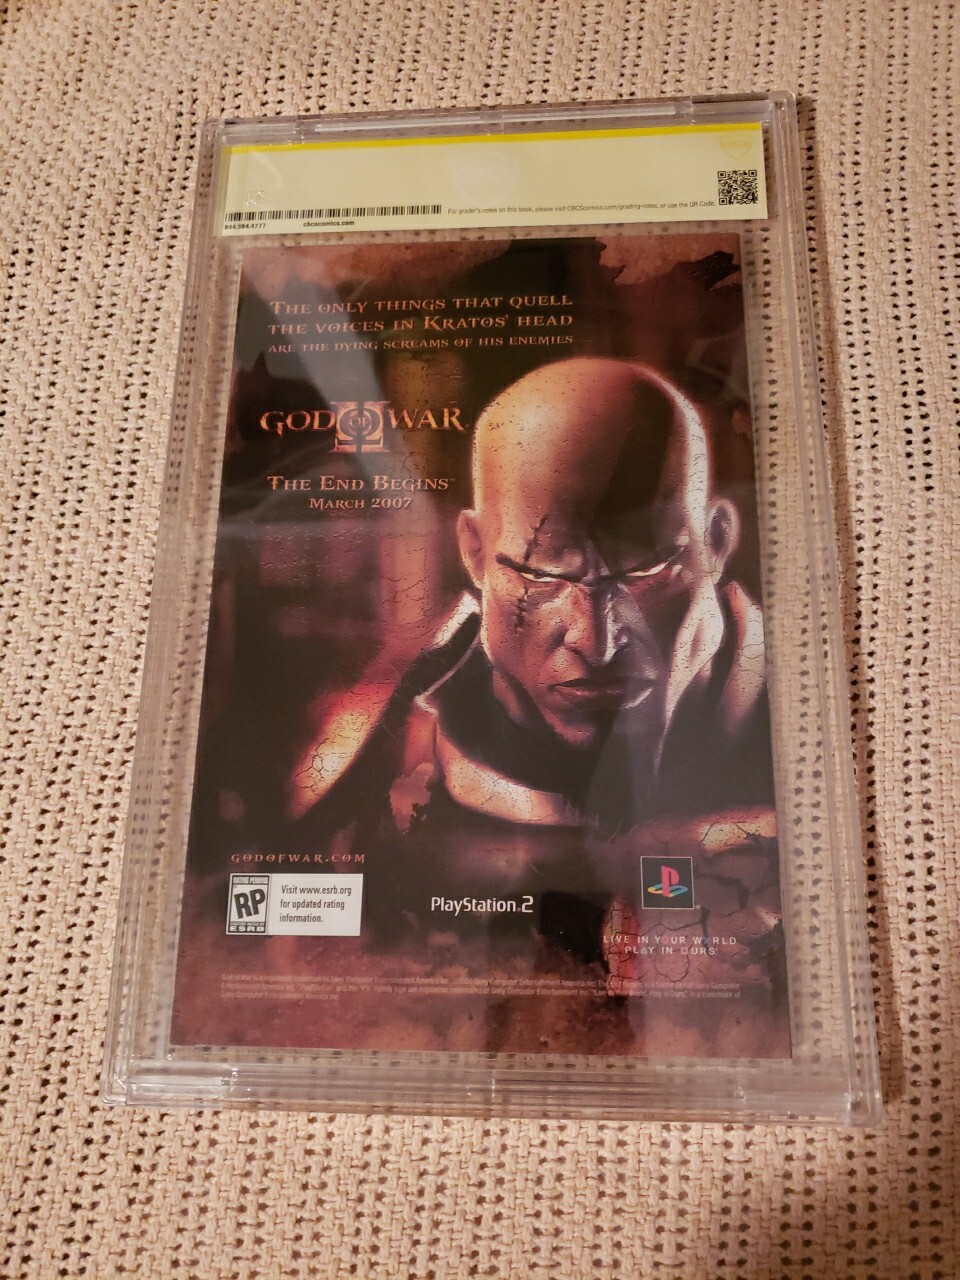 844384.4777
cbcscomics.com
For grader's notes on this book, please visit CBCScomics.com/grading-notes, or use the QR Code.
THE ONLY THINGS THAT QUELL
THE VOICES IN KRATOS' HEAD
ARE THE DYING SCREAMS OF HIS ENEMIES
GOD OF WAR
II
THE END BEGINS™
MARCH 2007
GODOFWAR.COM
RATING PENDING
RP
ESRB
Visit www.esrb.org
for updated rating
information.
PlayStation.2
LIVE IN YOUR WORLD
PLAY IN OURS